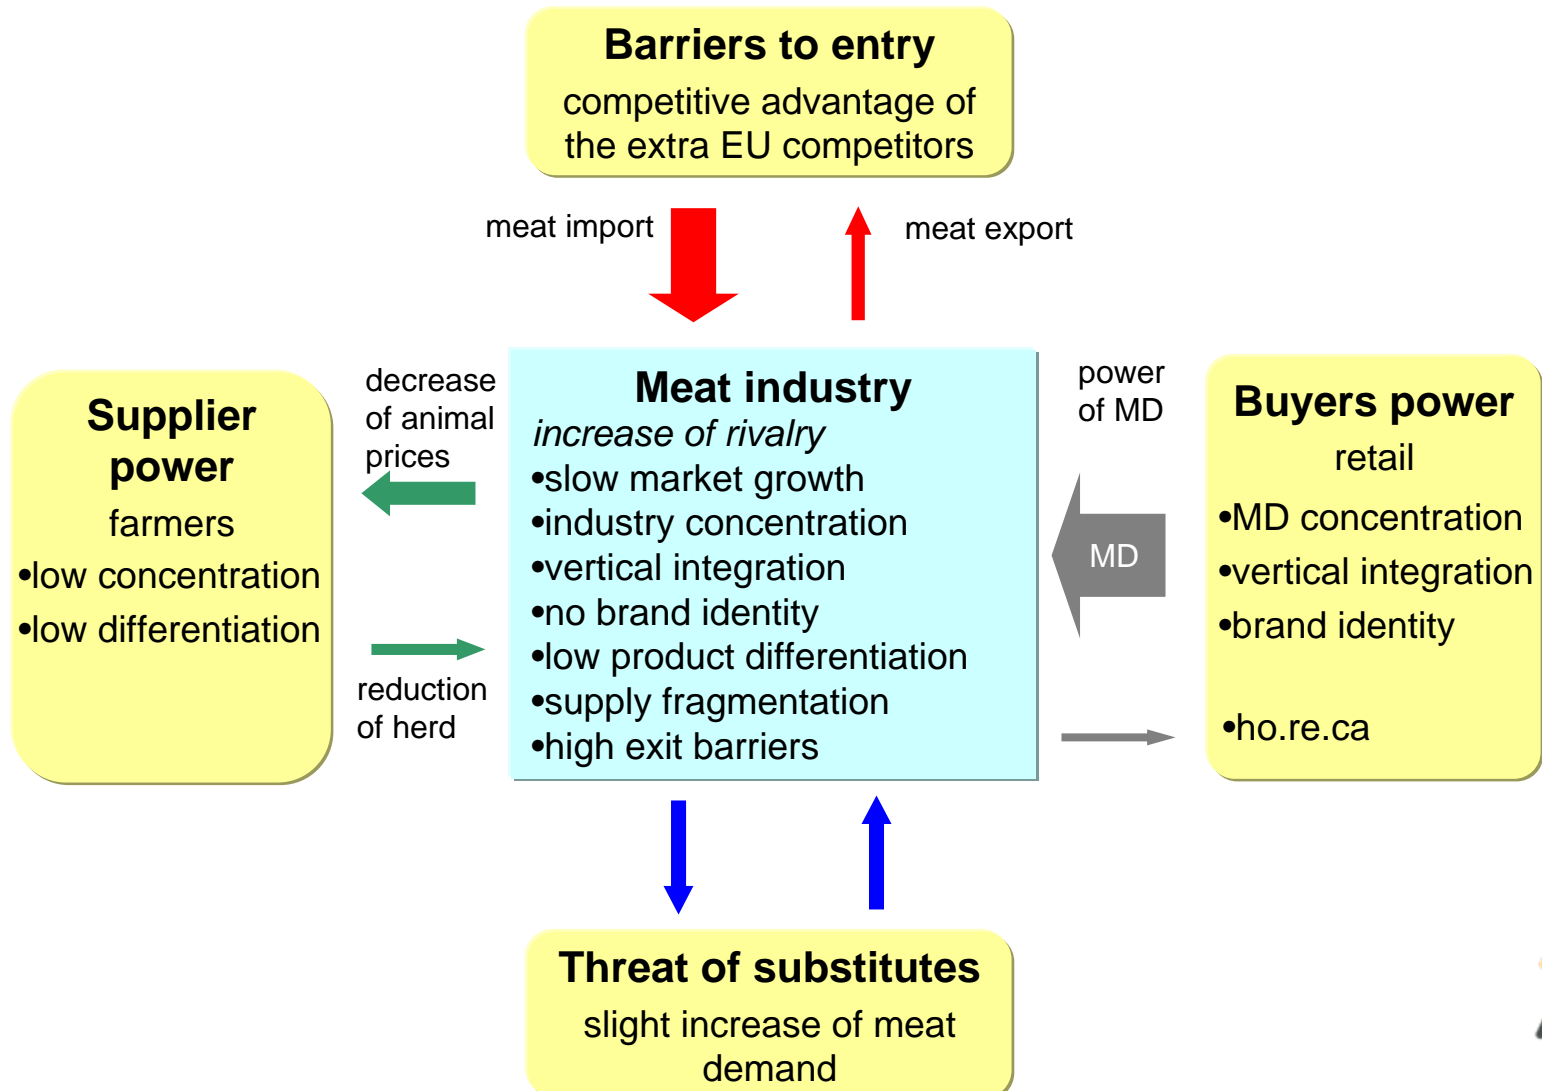 Barriers to entry
competitive advantage of
the extra EU competitors
meat import
meat export
decrease
of animal
prices
Supplier
power
farmers
•low concentration
•low differentiation
reduction
of herd
Meat industry
increase of rivalry
•slow market growth
•industry concentration
•vertical integration
•no brand identity
•low product differentiation
•supply fragmentation
•high exit barriers
power
of MD
MD
Buyers power
retail
•MD concentration
•vertical integration
•brand identity
•ho.re.ca
Threat of substitutes
slight increase of meat
demand